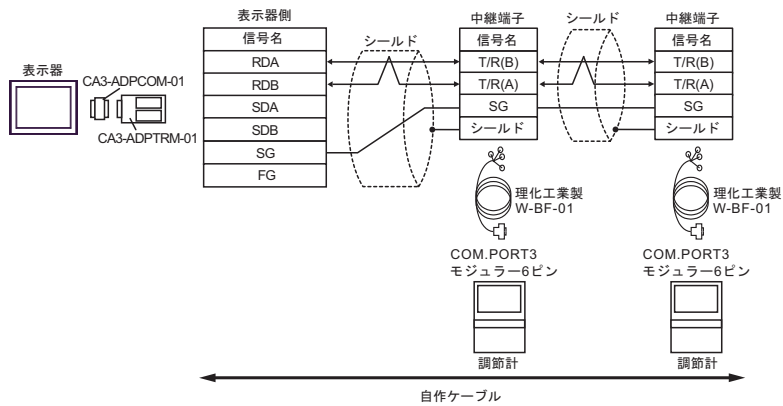 表示器
CA3-ADPCOM-01
CA3-ADPTRM-01
表示器側
信号名
RDA
RDB
SDA
SDB
SG
FG
シールド
中継端子
信号名
T/R(B)
T/R(A)
SG
シールド
シールド
中継端子
信号名
T/R(B)
T/R(A)
SG
シールド
理化工業製
W-BF-01
COM.PORT3
モジュラー6ピン
調節計
理化工業製
W-BF-01
COM.PORT3
モジュラー6ピン
調節計
自作ケーブル